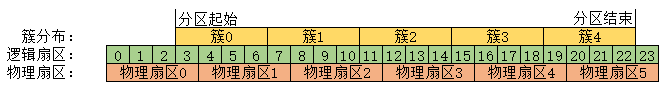 分区起始 分区结束
簇分布： 簇0 簇1 簇2 簇3 簇4
逻辑扇区： 0 1 2 3 4 5 6 7 8 9 10 11 12 13 14 15 16 17 18 19 20 21 22 23
物理扇区： 物理扇区0 物理扇区1 物理扇区2 物理扇区3 物理扇区4 物理扇区5